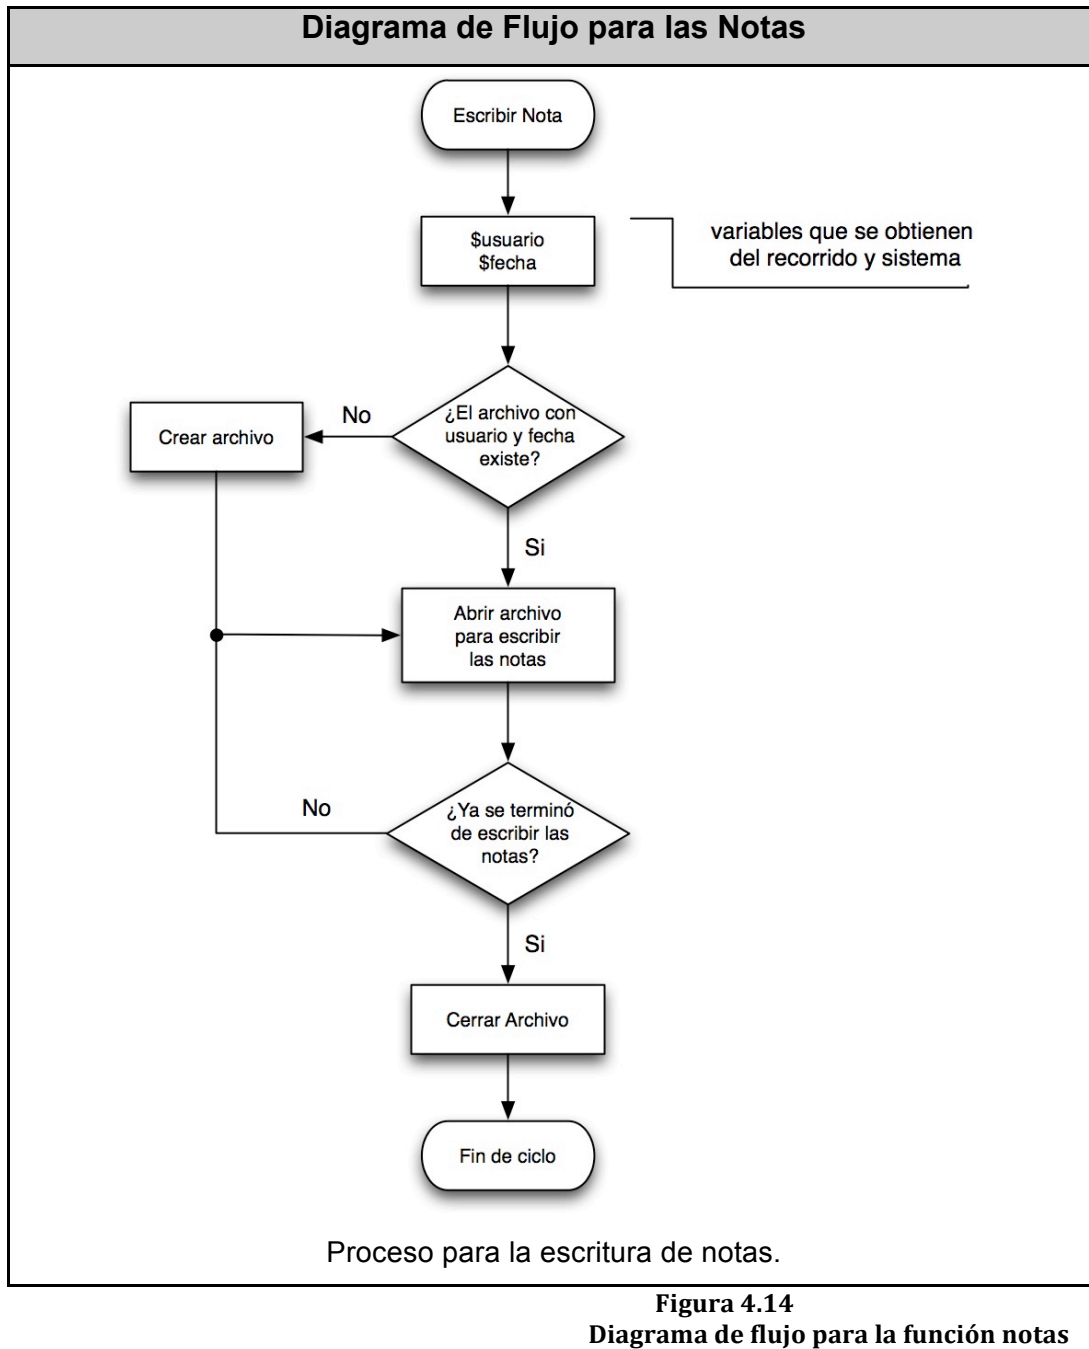 Diagrama de Flujo para las Notas
Escribir Nota
$usuario
$fecha
variables que se obtienen
del recorrido y sistema
¿El archivo con
usuario y fecha
existe?
No
Crear archivo
Si
Abrir archivo
para escribir
las notas
¿Ya se terminó
de escribir las
notas?
No
Si
Cerrar Archivo
Fin de ciclo
Proceso para la escritura de notas.
Figura 4.14
Diagrama de flujo para la función notas